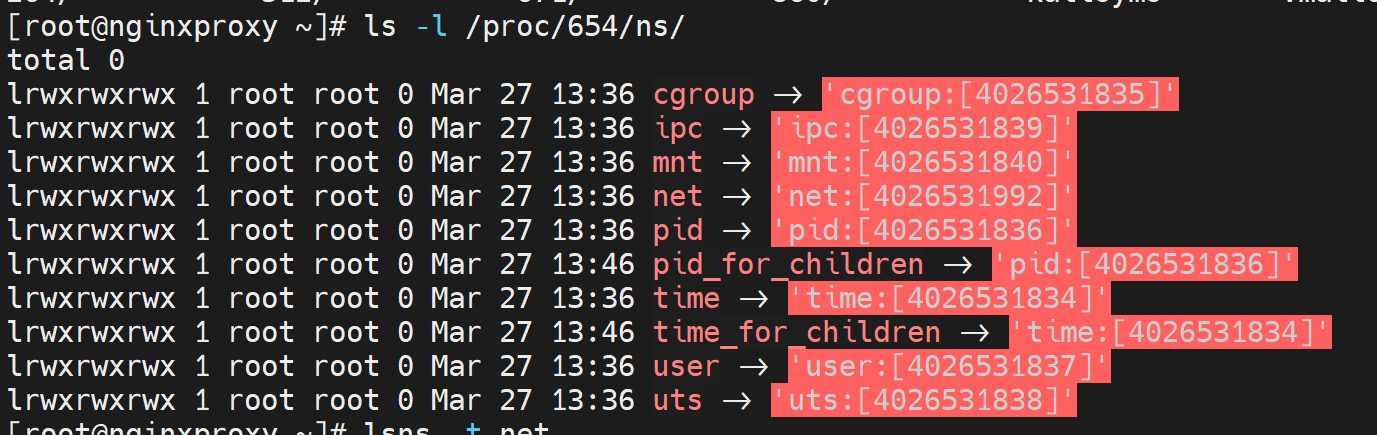 [root@nginxproxy ~]# ls -l /proc/654/ns/
total 0
lrwxrwxrwx 1 root root 0 Mar 27 13:36 cgroup -> 'cgroup:[4026531835]'
lrwxrwxrwx 1 root root 0 Mar 27 13:36 ipc -> 'ipc:[4026531839]'
lrwxrwxrwx 1 root root 0 Mar 27 13:36 mnt -> 'mnt:[4026531840]'
lrwxrwxrwx 1 root root 0 Mar 27 13:36 net -> 'net:[4026531992]'
lrwxrwxrwx 1 root root 0 Mar 27 13:36 pid -> 'pid:[4026531836]'
lrwxrwxrwx 1 root root 0 Mar 27 13:46 pid_for_children -> 'pid:[4026531836]'
lrwxrwxrwx 1 root root 0 Mar 27 13:36 time -> 'time:[4026531834]'
lrwxrwxrwx 1 root root 0 Mar 27 13:46 time_for_children -> 'time:[4026531834]'
lrwxrwxrwx 1 root root 0 Mar 27 13:36 user -> 'user:[4026531837]'
lrwxrwxrwx 1 root root 0 Mar 27 13:36 uts -> 'uts:[4026531838]'
[root@nginxproxy ~]# lsns -t net